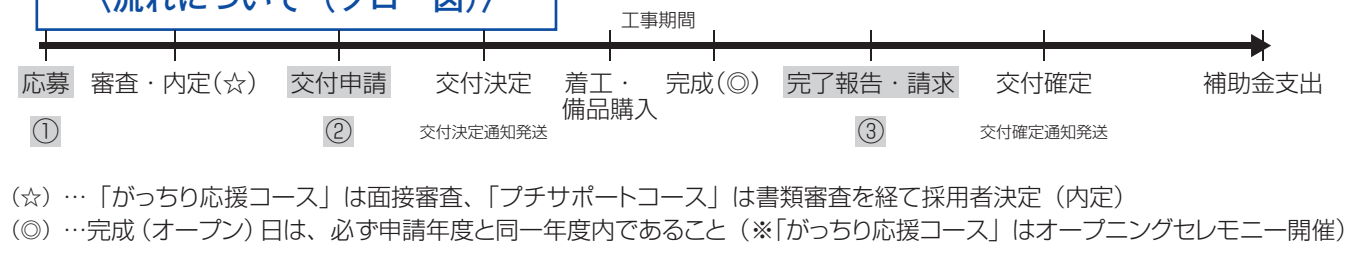 〈流れについて（フロー図）〉
工事期間
応募 審査・内定(☆) 交付申請 交付決定 着工・ 完成(◎) 完了報告・請求 交付確定 補助金支出
備品購入
① ② 交付決定通知発送 ③ 交付確定通知発送
(☆) …「がっちり応援コース」は面接審査、「プチサポートコース」は書類審査を経て採用者決定（内定）
(◎) …完成（オープン）日は、必ず申請年度と同一年度内であること（※「がっちり応援コース」はオープニングセレモニー開催）